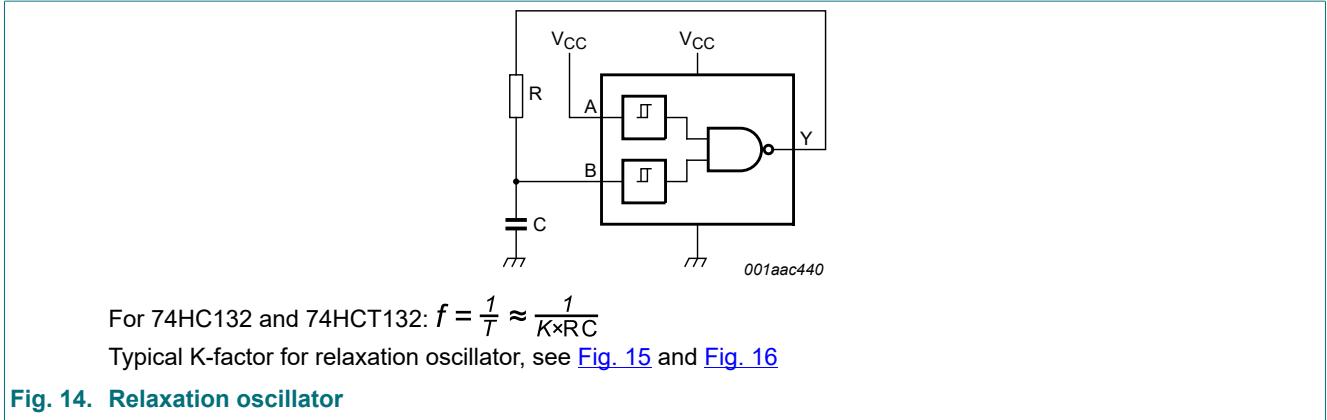 VCC VCC
R
A
Y
B
C
001aac440
For 74HC132 and 74HCT132: f = 1/T ≈ 1/K×RC
Typical K-factor for relaxation oscillator, see Fig. 15 and Fig. 16
Fig. 14. Relaxation oscillator